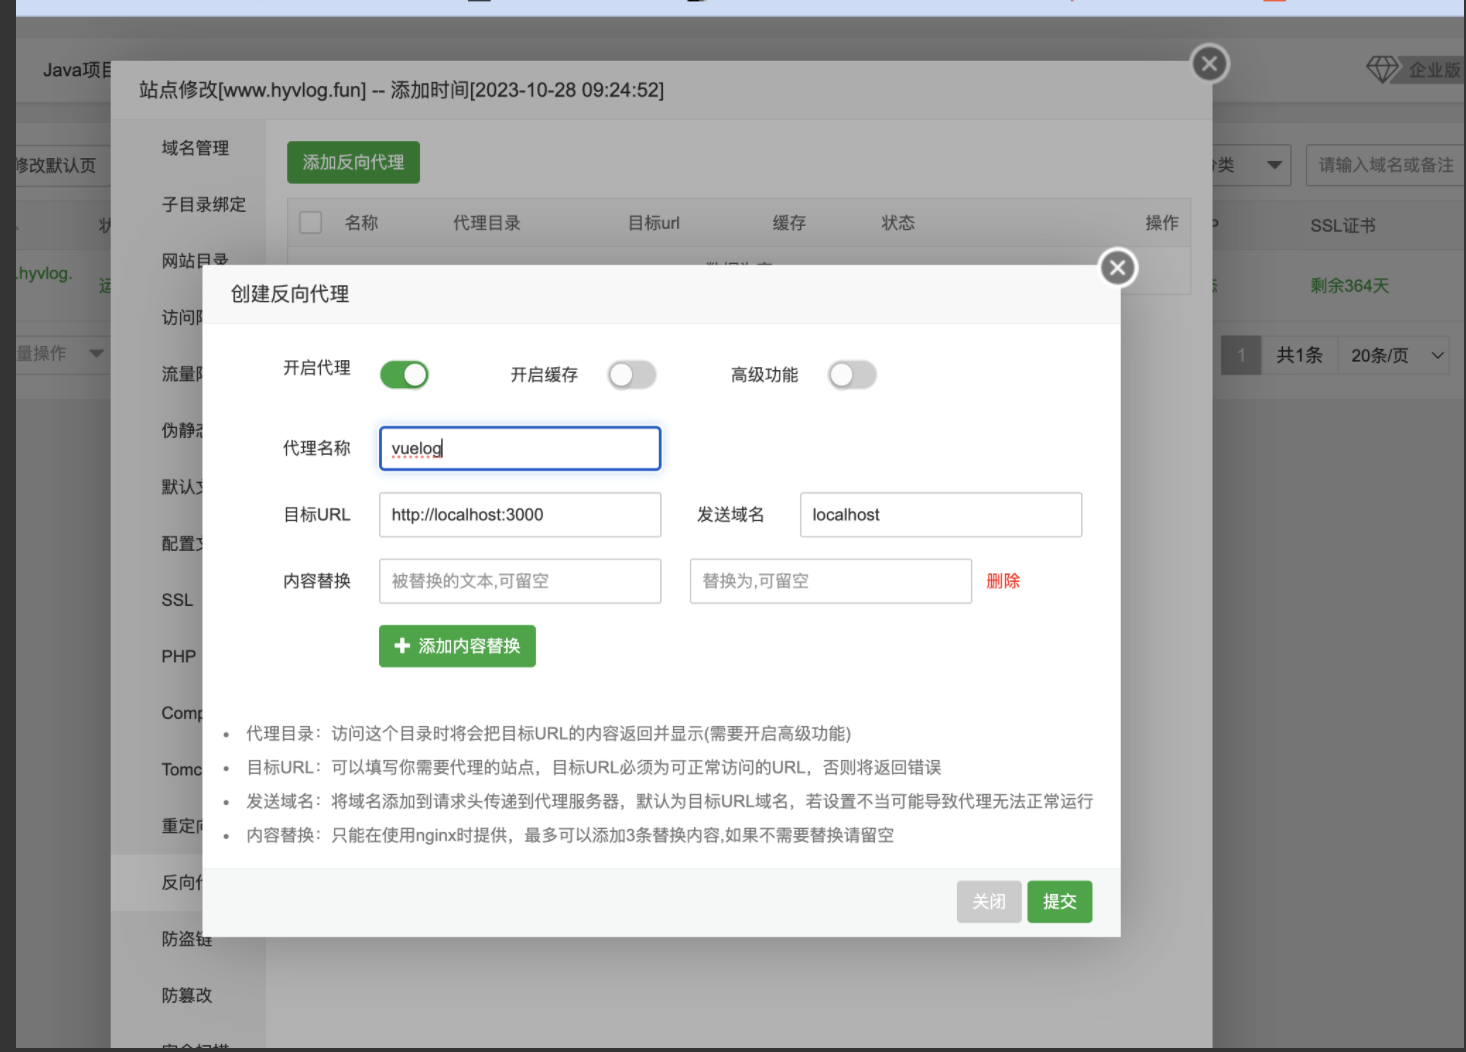 Java项目
企业版
站点修改[www.hyvlog.fun] -- 添加时间[2023-10-28 09:24:52]
域名管理
修改默认页
添加反向代理
分类
请输入域名或备注
子目录绑定
名称 代理目录 目标url 缓存 状态 操作
SSL证书
.hyvlog.
网站目录
剩余364天
创建反向代理
访问
量操作
1 共1条 20条/页
开启代理 开启缓存 高级功能
流量
伪静态
代理名称 vuelog
默认文
目标URL http://localhost:3000 发送域名 localhost
配置文
内容替换 被替换的文本,可留空 替换为,可留空 删除
SSL
添加内容替换
PHP
Comp
代理目录：访问这个目录时将会把目标URL的内容返回并显示(需要开启高级功能)
Tomc
目标URL：可以填写你需要代理的站点，目标URL必须为可正常访问的URL，否则将返回错误
发送域名：将域名添加到请求头传递到代理服务器，默认为目标URL域名，若设置不当可能导致代理无法正常运行
重定向
内容替换：只能在使用nginx时提供，最多可以添加3条替换内容,如果不需要替换请留空
反向代
关闭 提交
防盗链
防篡改